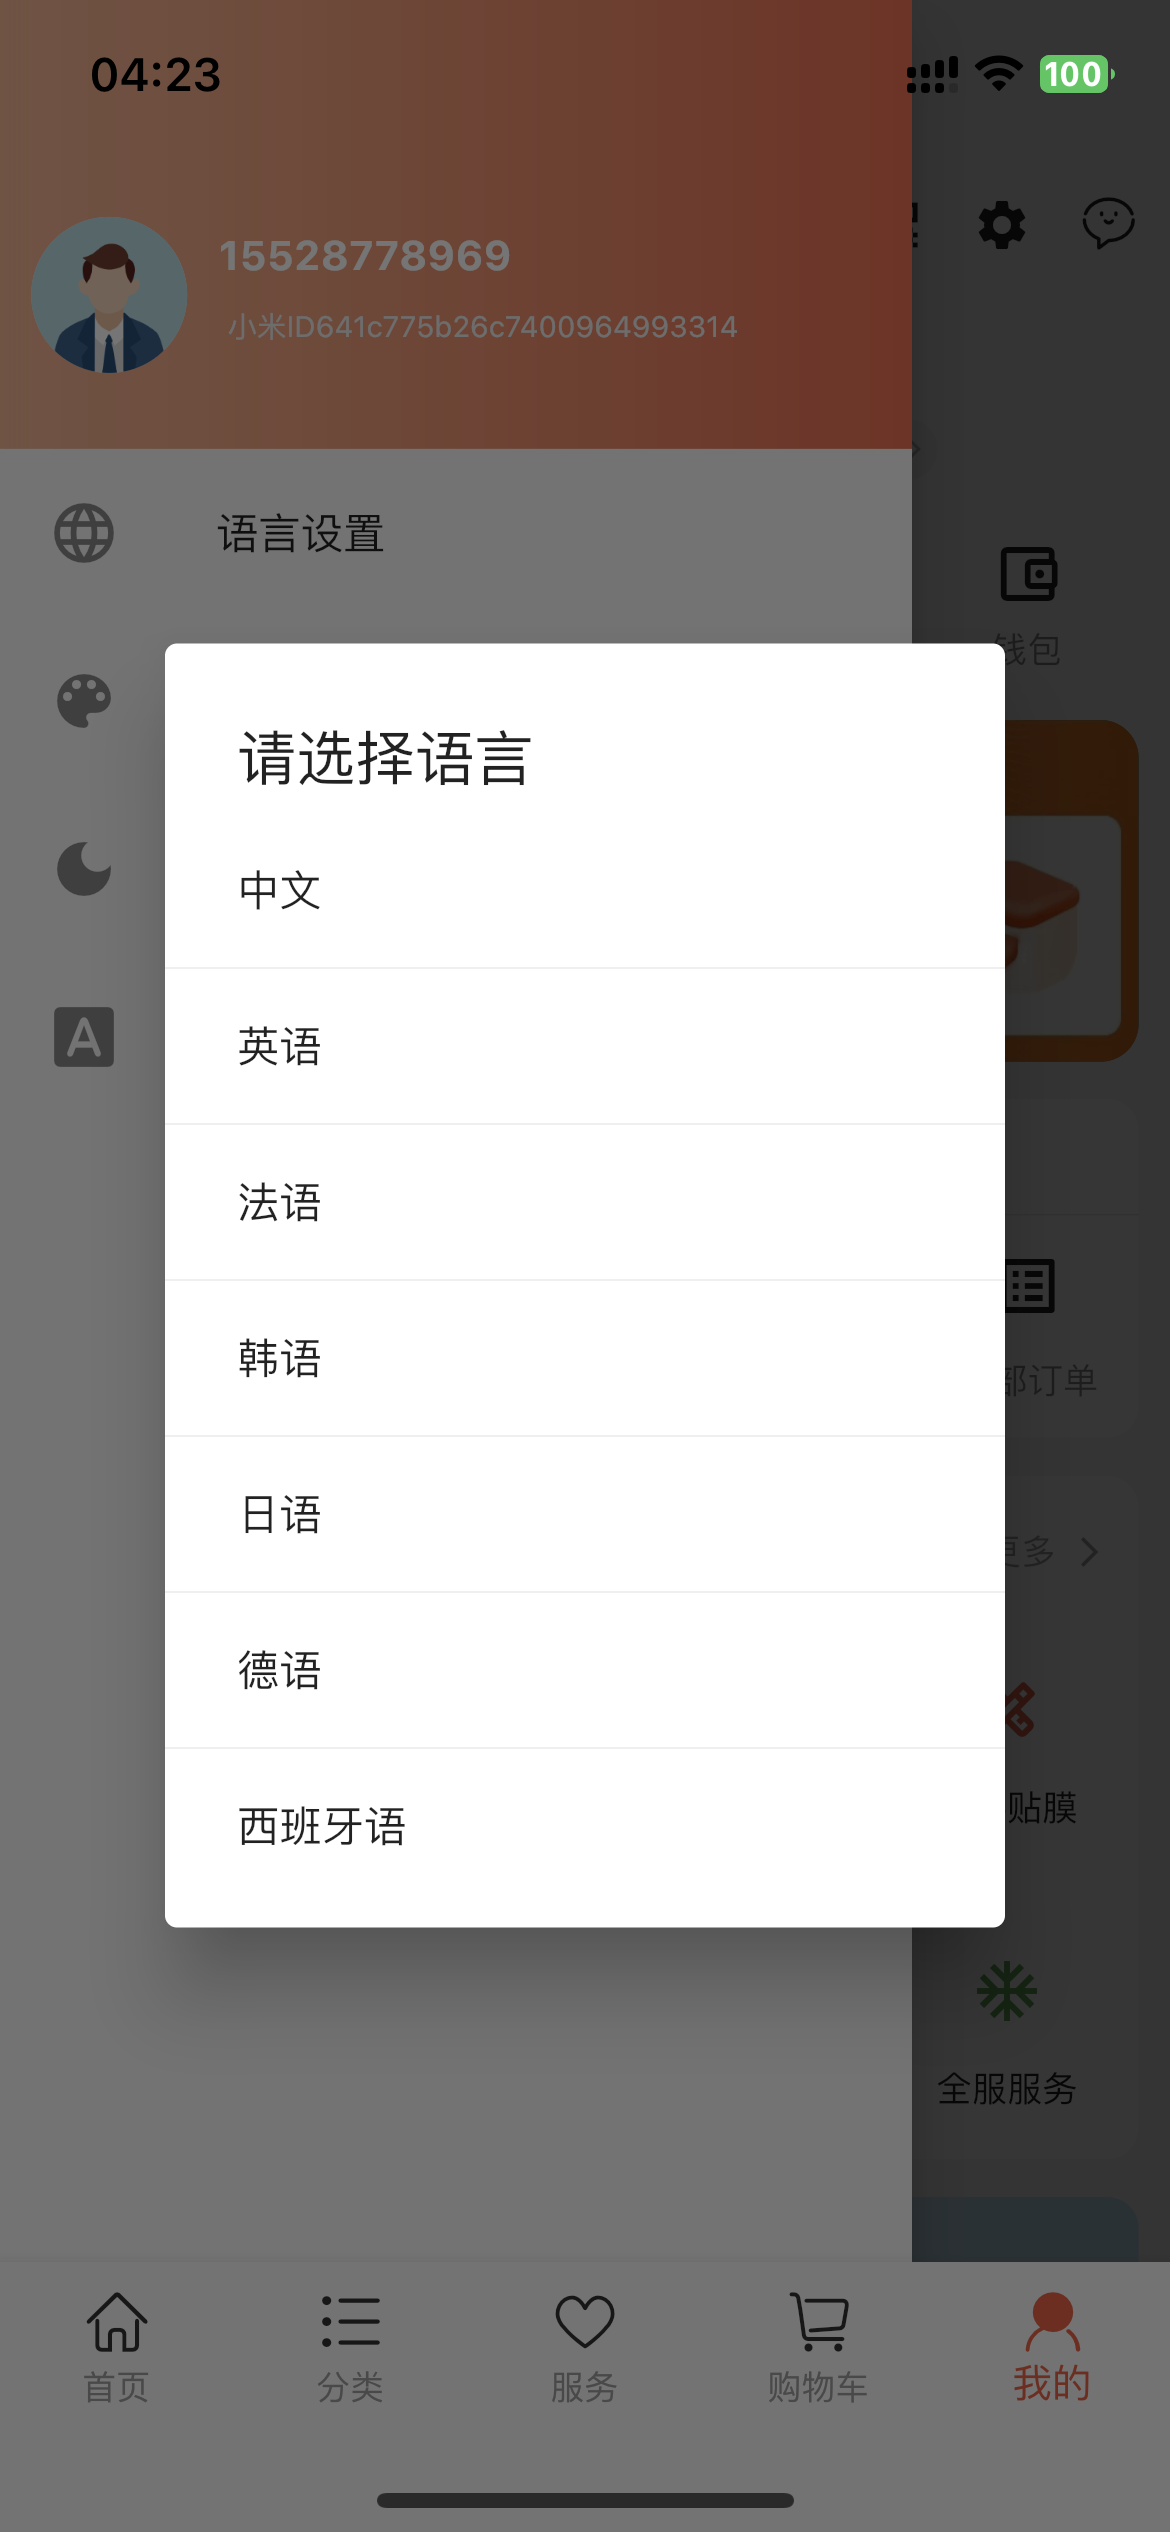 04:23
100
15528778969
小米ID641c775b26c7400964993314
语言设置
钱包
请选择语言
中文
英语
法语
韩语
部订单
日语
更多
德语
贴膜
西班牙语
全服服务
首页
分类
服务
购物车
我的